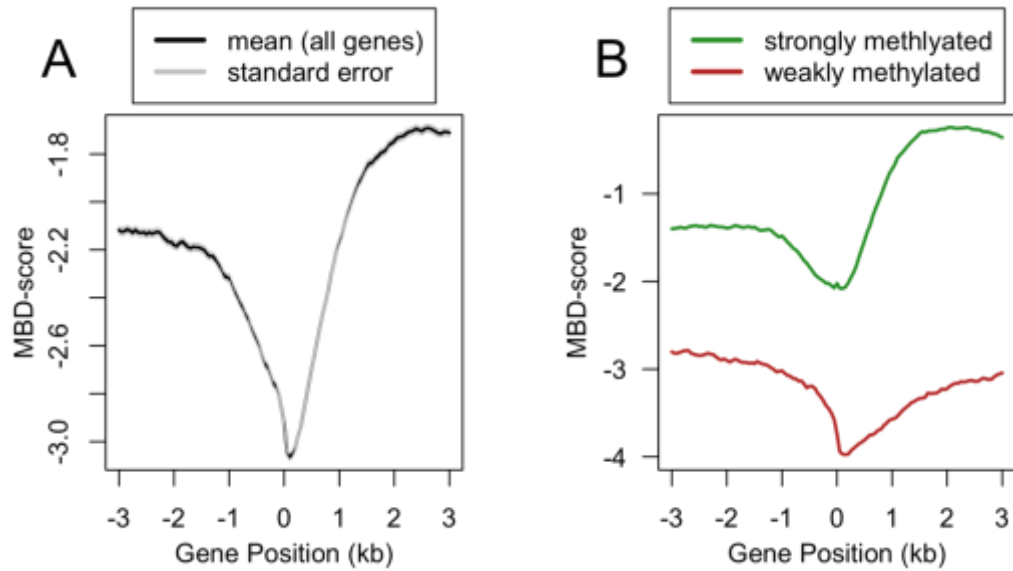 A
mean (all genes)
standard error
MBD-score
-1.8
-2.2
-2.6
-3.0
-3 -2 -1 0 1 2 3
Gene Position (kb)
B
strongly methlyated
weakly methylated
MBD-score
-1
-2
-3
-4
-3 -2 -1 0 1 2 3
Gene Position (kb)